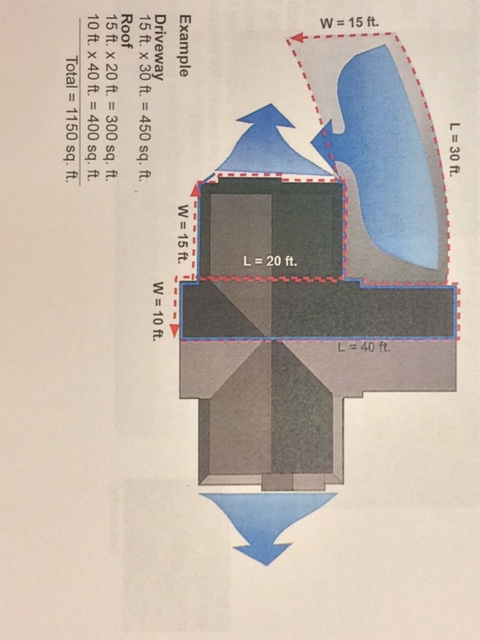 W = 15 ft.
L = 30 ft.
L = 20 ft.
W = 15 ft.
W = 10 ft.
L = 40 ft.
Example
Driveway
15 ft. x 30 ft. = 450 sq. ft.
Roof
15 ft. x 20 ft. = 300 sq. ft.
10 ft. x 40 ft. = 400 sq. ft.
Total = 1150 sq. ft.